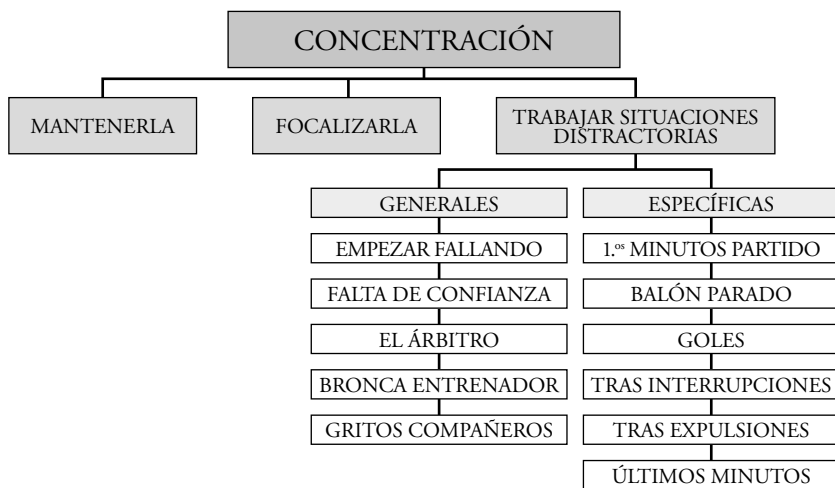 CONCENTRACIÓN
MANTENERLA
FOCALIZARLA
TRABAJAR SITUACIONES
DISTRACTORIAS
GENERALES
EMPEZAR FALLANDO
FALTA DE CONFIANZA
EL ÁRBITRO
BRONCA ENTRENADOR
GRITOS COMPAÑEROS
ESPECÍFICAS
1.ᵒˢ MINUTOS PARTIDO
BALÓN PARADO
GOLES
TRAS INTERRUPCIONES
TRAS EXPULSIONES
ÚLTIMOS MINUTOS